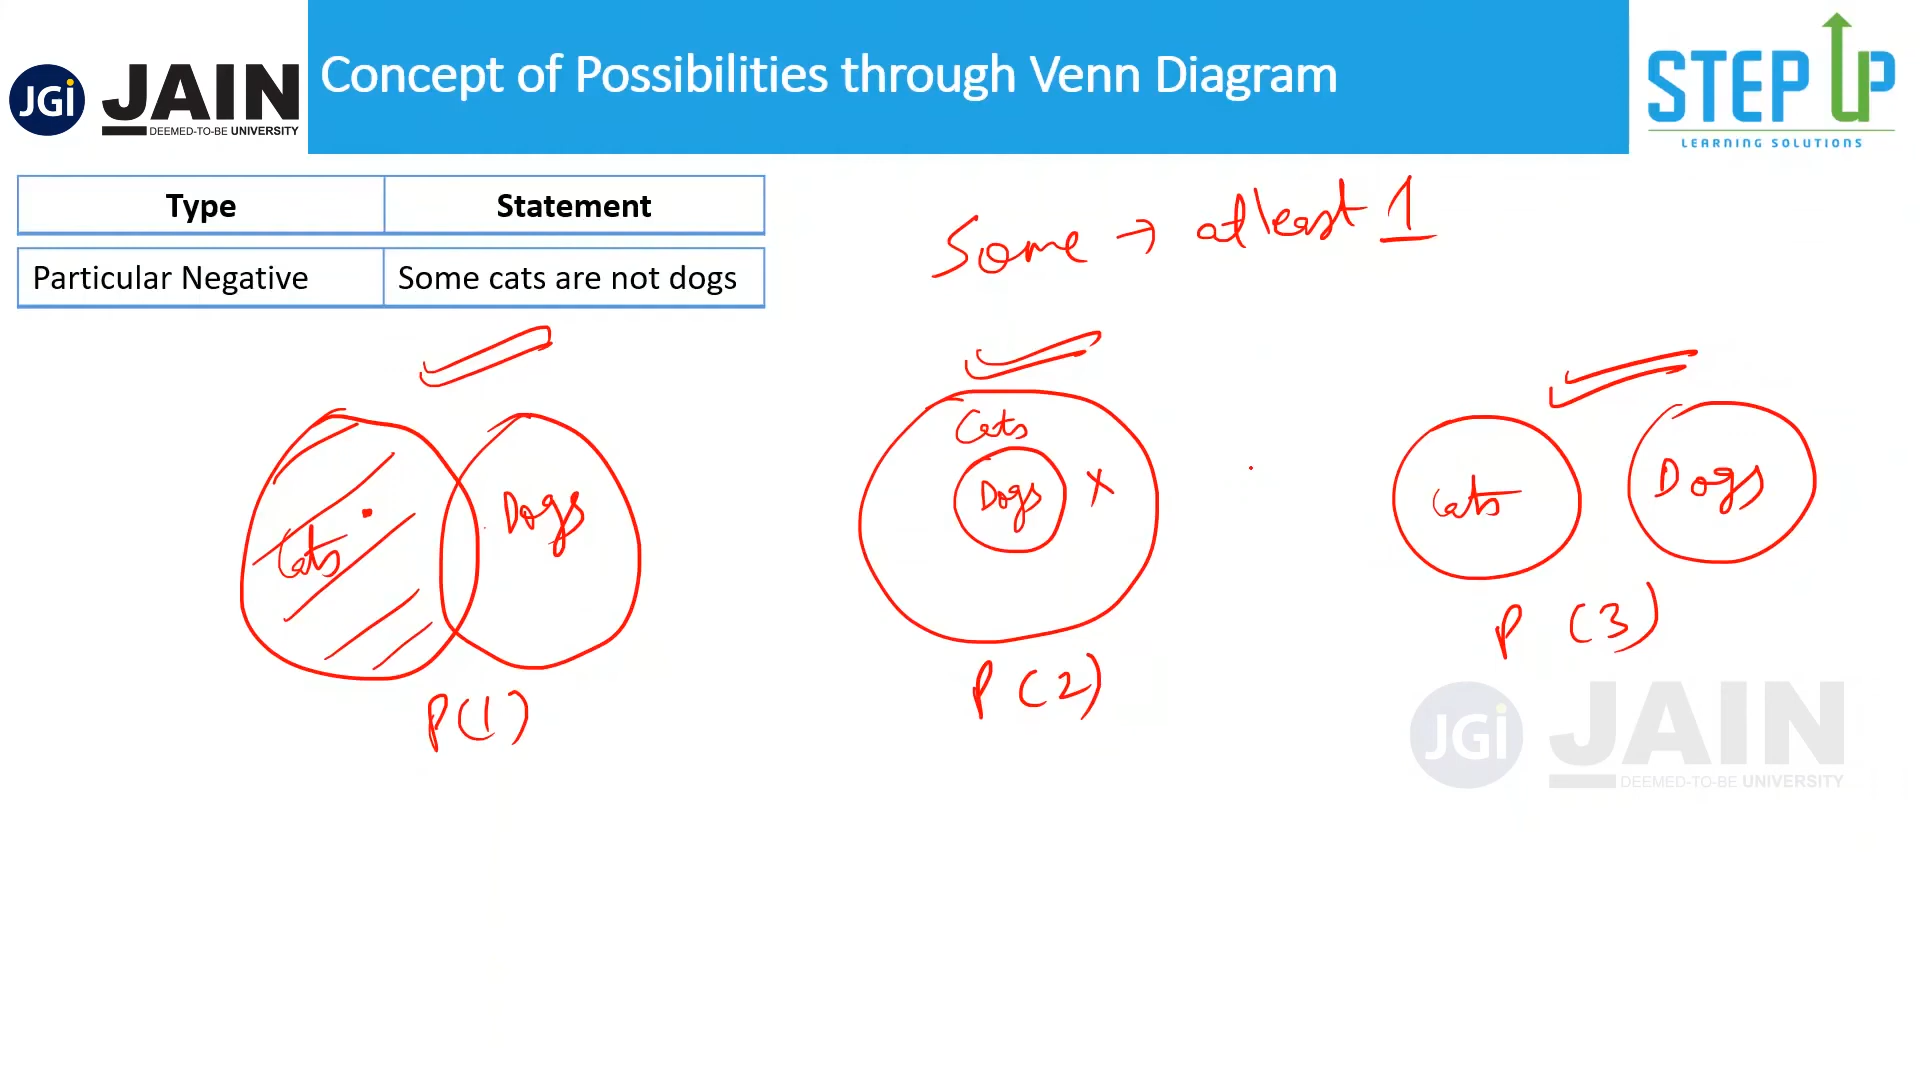 JGi JAIN
DEEMED-TO-BE UNIVERSITY
Concept of Possibilities through Venn Diagram
STEP UP
LEARNING SOLUTIONS
Type Statement
Particular Negative Some cats are not dogs
Some → atleast 1
Cats Dogs
P(1)
Cats
Dogs X
P(2)
Cats Dogs
P(3)
JGi JAIN
DEEMED-TO-BE UNIVERSITY